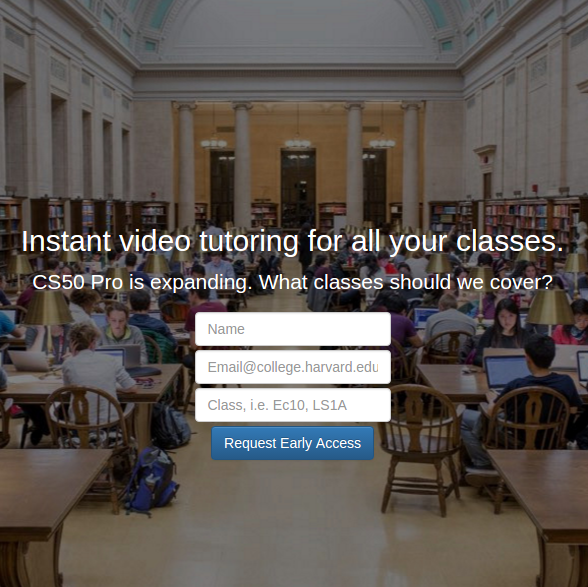 Instant video tutoring for all your classes.
CS50 Pro is expanding. What classes should we cover?
Name
Email@college.harvard.edu
Class, i.e. Ec10, LS1A
Request Early Access